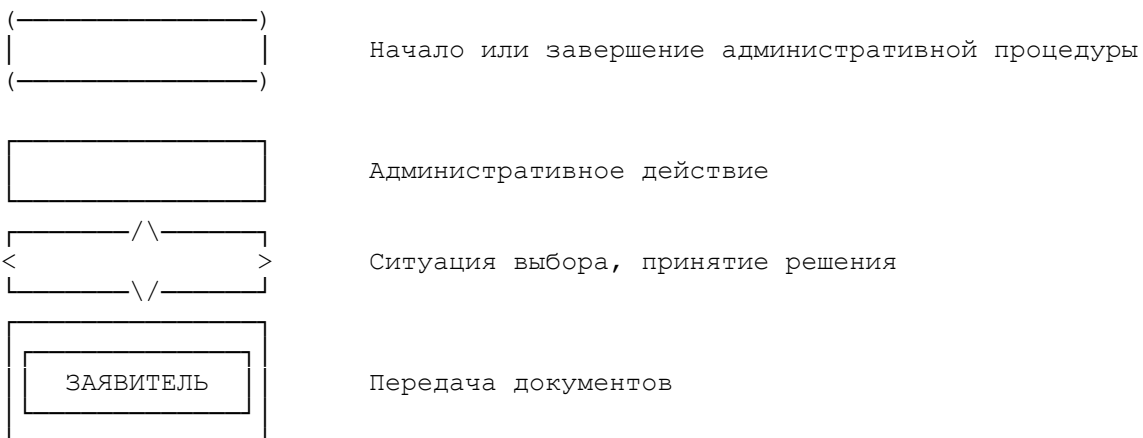 Начало или завершение административной процедуры
Административное действие
Ситуация выбора, принятие решения
ЗАЯВИТЕЛЬ Передача документов